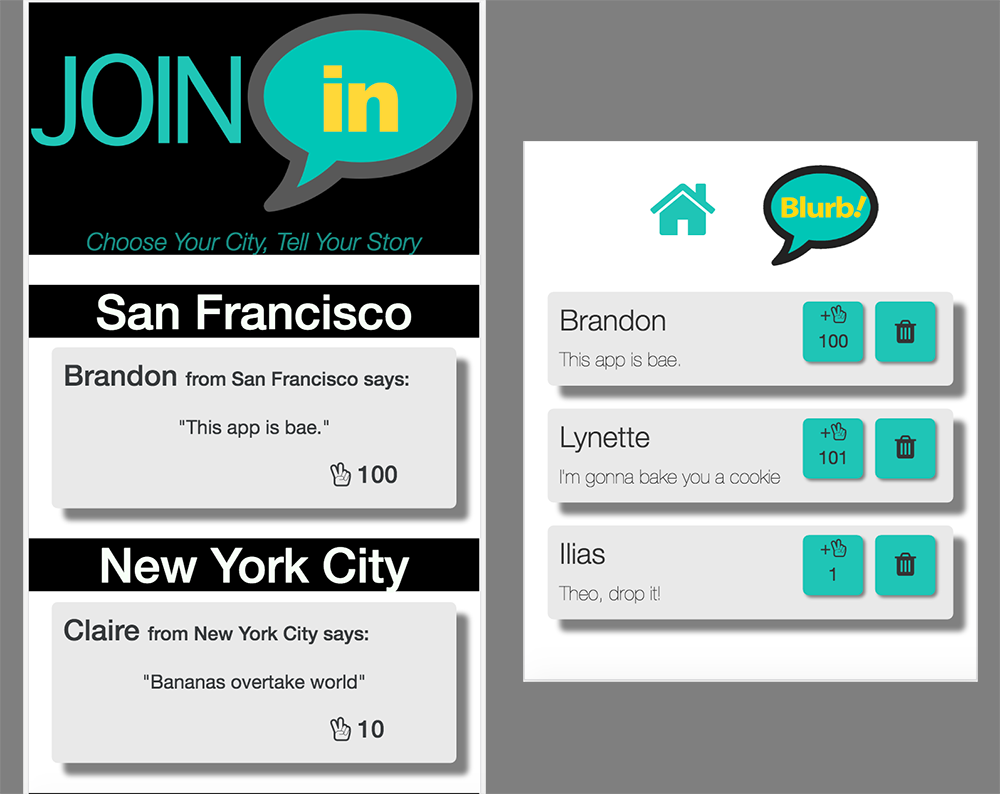 JOIN in
Choose Your City, Tell Your Story
San Francisco
Brandon from San Francisco says:
"This app is bae."
100
New York City
Claire from New York City says:
"Bananas overtake world"
10
Blurb!
Brandon
This app is bae.
+
100
Lynette
I'm gonna bake you a cookie
+
101
Ilias
Theo, drop it!
+
1